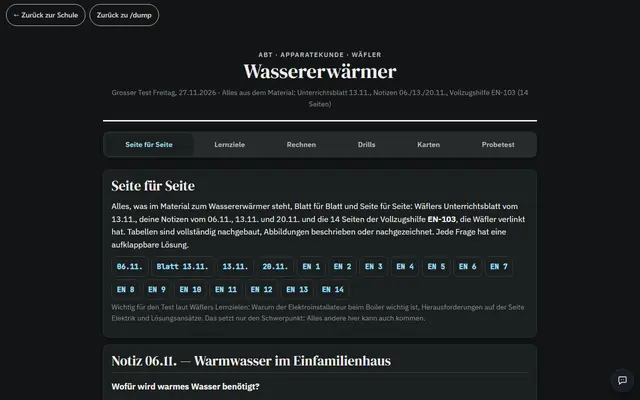 ← Zurück zur Schule
Zurück zu /dump
ABT · APPARATEKUNDE · WÄFLER
Wassererwärmer
Grosser Test Freitag, 27.11.2026 · Alles aus dem Material: Unterrichtsblatt 13.11., Notizen 06./13./20.11., Vollzugshilfe EN-103 (14
Seiten)
Seite für Seite
Lernziele
Rechnen
Drills
Karten
Probetest
Seite für Seite
Alles, was im Material zum Wassererwärmer steht, Blatt für Blatt und Seite für Seite: Wäflers Unterrichtsblatt vom
13.11., deine Notizen vom 06.11., 13.11. und 20.11. und die 14 Seiten der Vollzugshilfe EN-103, die Wäfler verlinkt
hat. Tabellen sind vollständig nachgebaut, Abbildungen beschrieben oder nachgezeichnet. Jede Frage hat eine
aufklappbare Lösung.
06.11.
Blatt 13.11.
13.11.
20.11.
EN 1
EN 2
EN 3
EN 4
EN 5
EN 6
EN 7
EN 8
EN 9
EN 10
EN 11
EN 12
EN 13
EN 14
Wichtig für den Test laut Wäflers Lernzielen: Warum der Elektroinstallateur beim Boiler wichtig ist, Herausforderungen auf der Seite
Elektrik und Lösungsansätze. Das setzt nur den Schwerpunkt: Alles andere hier kann auch kommen.
Notiz 06.11. — Warmwasser im Einfamilienhaus
Wofür wird warmes Wasser benötigt?